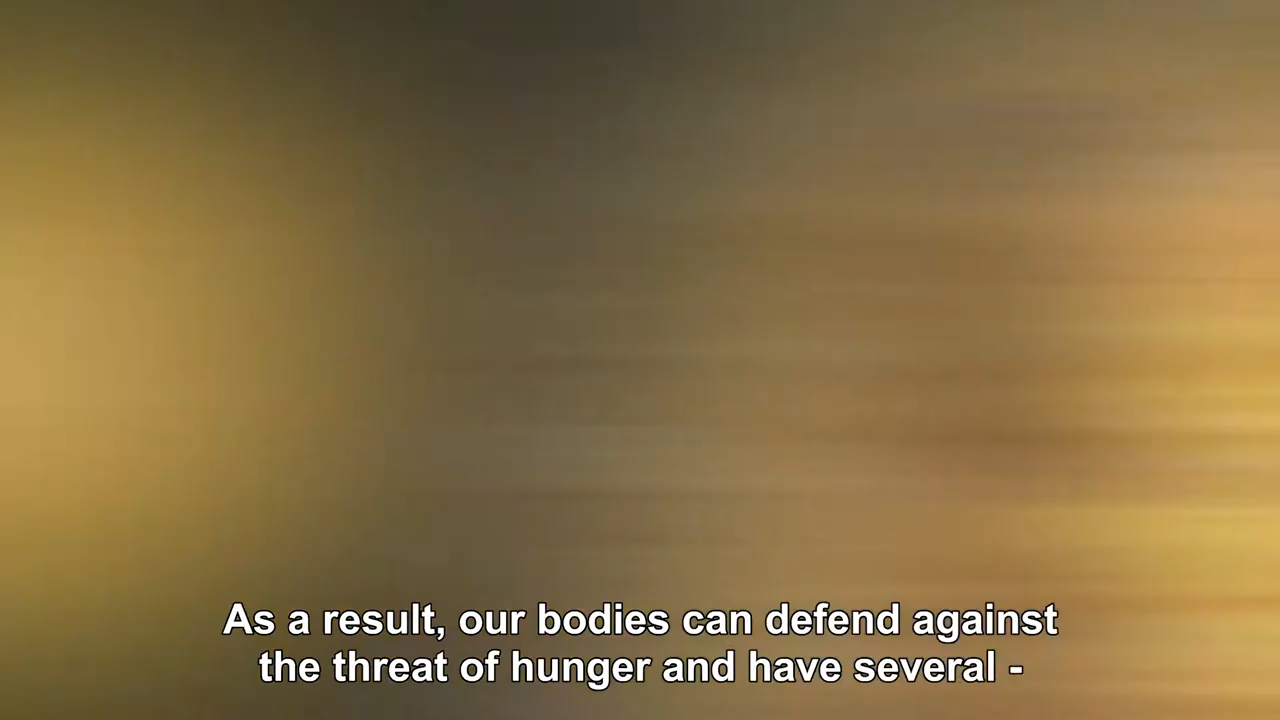 As a result, our bodies can defend against
the threat of hunger and have several -